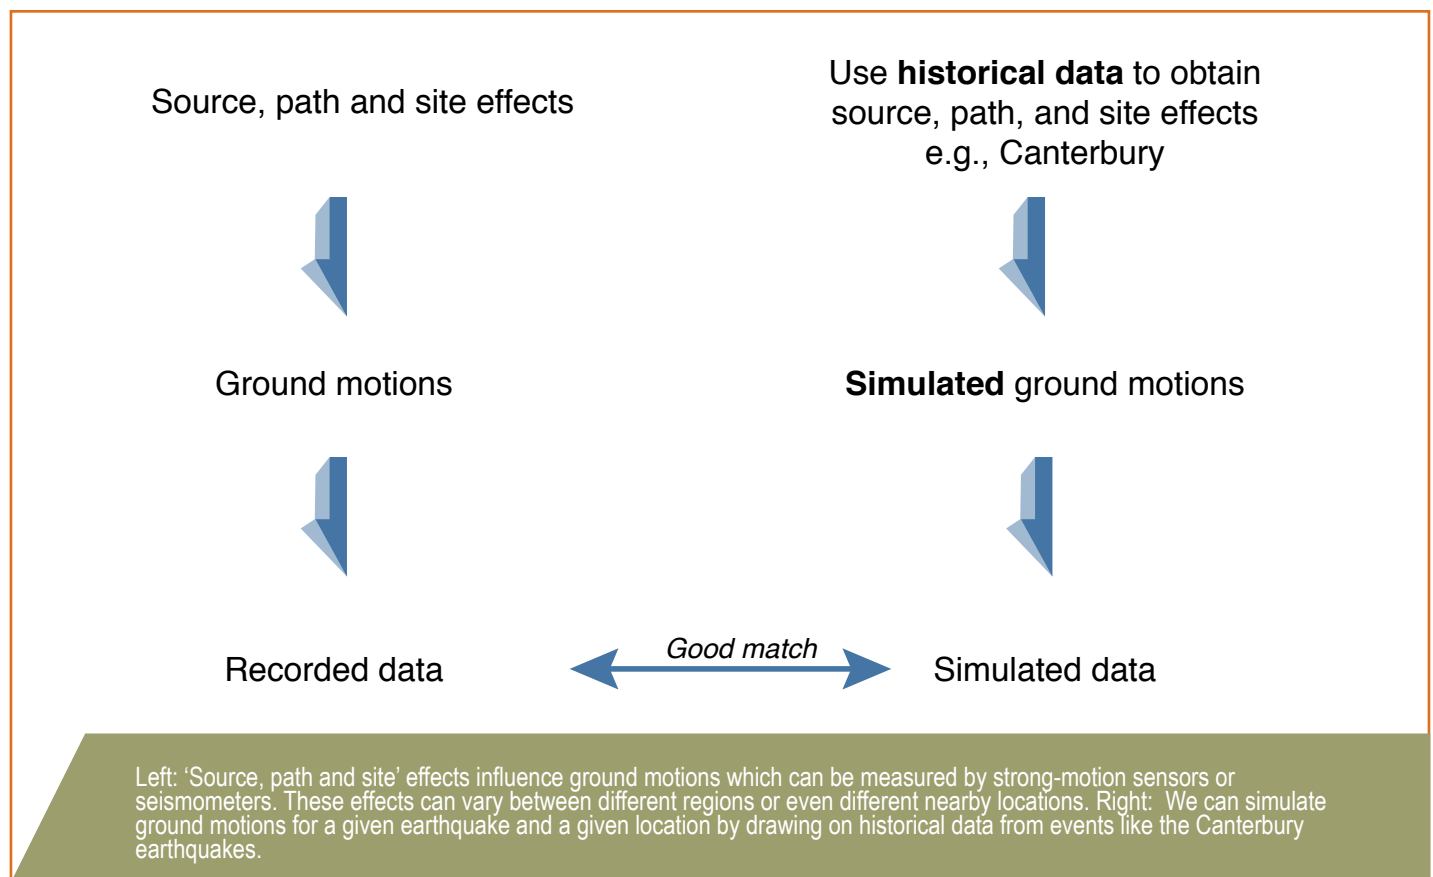 Source, path and site effects
Use historical data to obtain
source, path, and site effects
e.g., Canterbury
Ground motions
Simulated ground motions
Recorded data
Good match
Simulated data
Left: ‘Source, path and site’ effects influence ground motions which can be measured by strong-motion sensors or
seismometers. These effects can vary between different regions or even different nearby locations. Right:  We can simulate
ground motions for a given earthquake and a given location by drawing on historical data from events like the Canterbury
earthquakes.